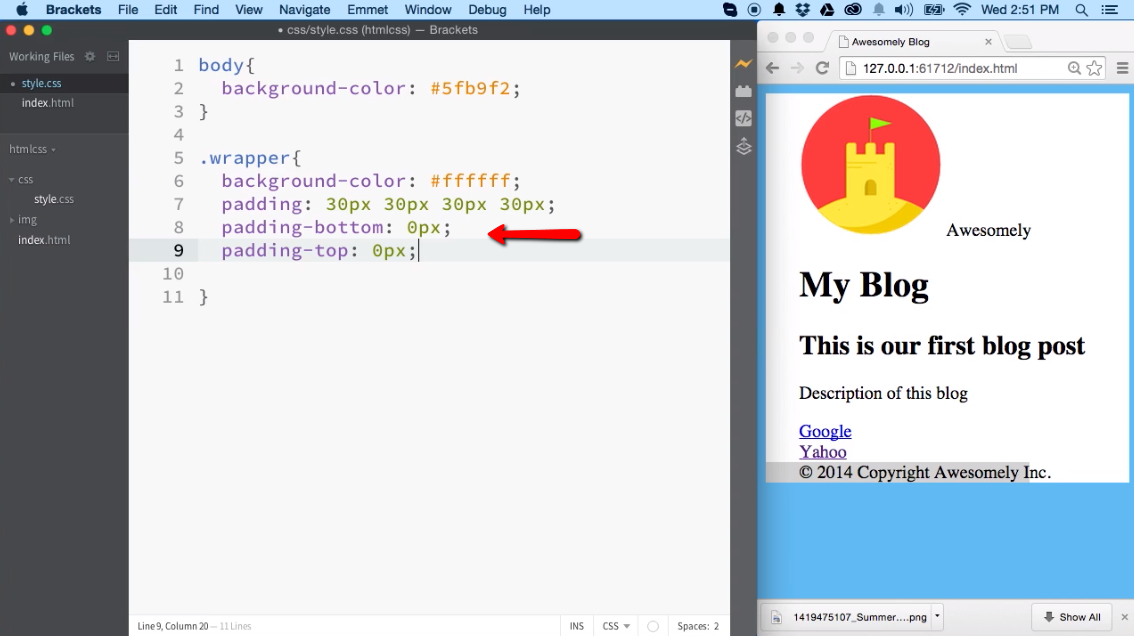 Brackets File Edit Find View Navigate Emmet Window Debug Help Wed 2:51 PM
• css/style.css (htmlcss) — Brackets
Working Files
• style.css
index.html
htmlcss
css
style.css
img
index.html
1 body{
2 background-color: #5fb9f2;
3 }
4
5 .wrapper{
6 background-color: #ffffff;
7 padding: 30px 30px 30px 30px;
8 padding-bottom: 0px;
9 padding-top: 0px;
10
11 }
Line 9, Column 20 — 11 Lines
INS CSS Spaces: 2
Awesomely Blog
127.0.0.1:61712/index.html
Awesomely
My Blog
This is our first blog post
Description of this blog
Google
Yahoo
© 2014 Copyright Awesomely Inc.
1419475107_Summer....png
Show All